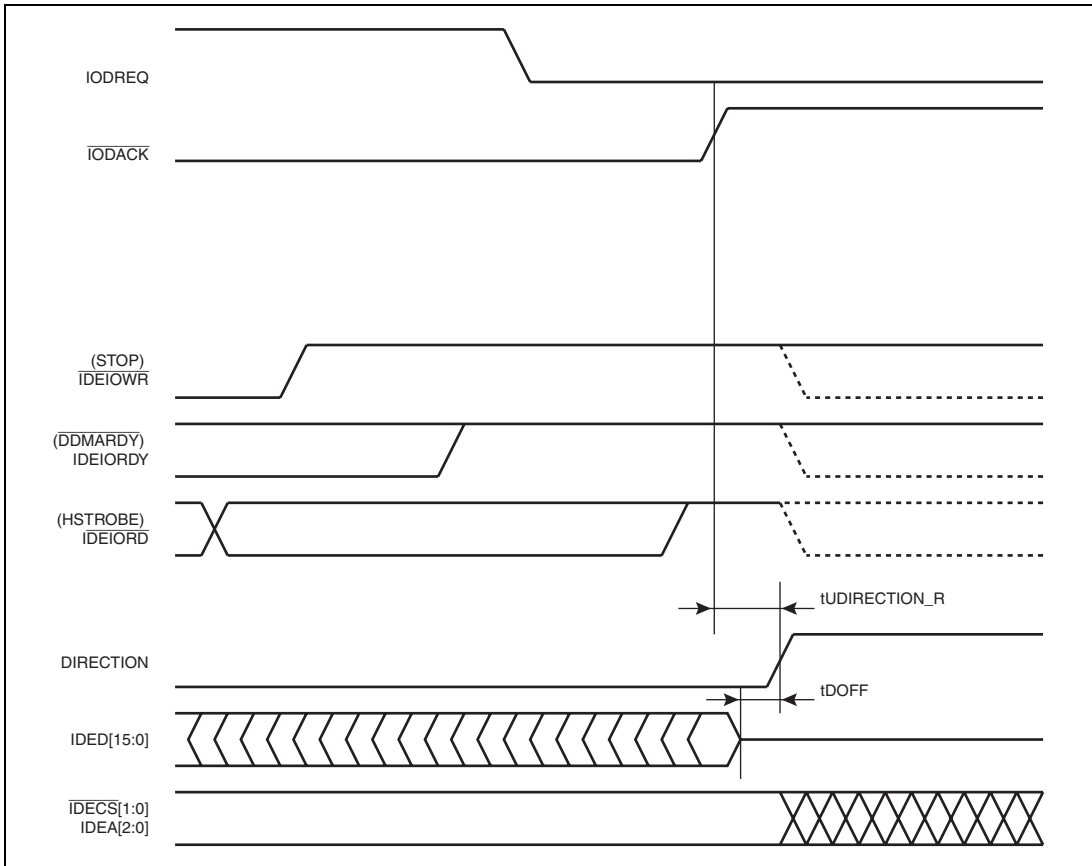 IODREQ
IODACK
(STOP)
IDEIOWR
(DDMARDY)
IDEIORDY
(HSTROBE)
IDEIORD
tUDIRECTION_R
DIRECTION
tDOFF
IDED[15:0]
IDECS[1:0]
IDEA[2:0]